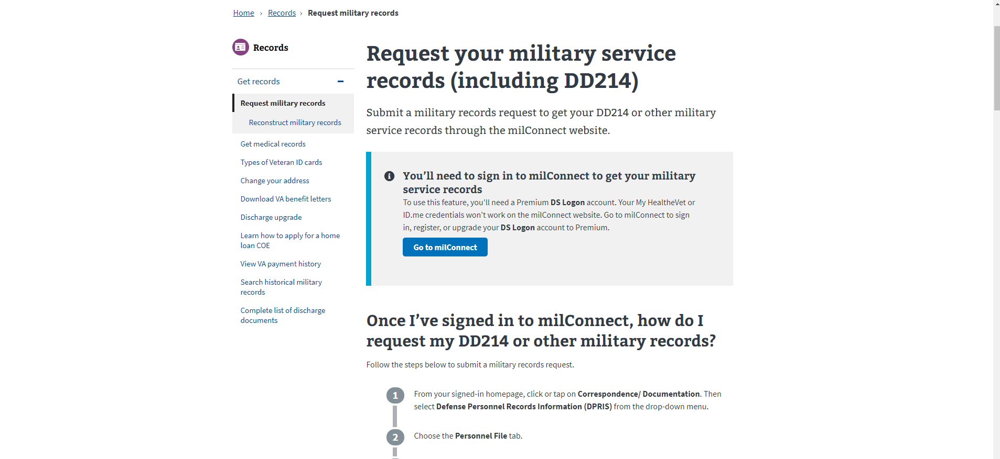 Home › Records › Request military records
Records
Get records
Request military records
Reconstruct military records
Get medical records
Types of Veteran ID cards
Change your address
Download VA benefit letters
Discharge upgrade
Learn how to apply for a home
loan COE
View VA payment history
Search historical military
records
Complete list of discharge
documents
Request your military service
records (including DD214)
Submit a military records request to get your DD214 or other military
service records through the milConnect website.
You’ll need to sign in to milConnect to get your military
service records
To use this feature, you'll need a Premium DS Logon account. Your My HealtheVet or
ID.me credentials won’t work on the milConnect website. Go to milConnect to sign
in, register, or upgrade your DS Logon account to Premium.
Go to milConnect
Once I’ve signed in to milConnect, how do I
request my DD214 or other military records?
Follow the steps below to submit a military records request.
1 From your signed-in homepage, click or tap on Correspondence/ Documentation. Then
select Defense Personnel Records Information (DPRIS) from the drop-down menu.
2 Choose the Personnel File tab.